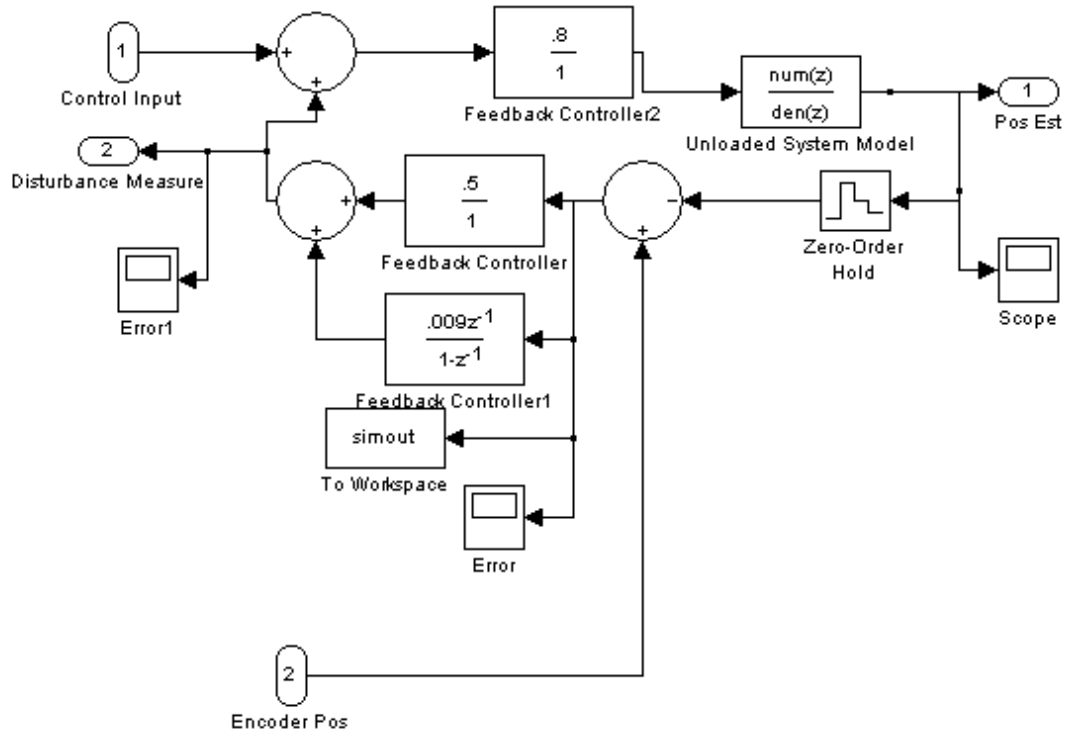 1
Control Input
+
+
.8
1
Feedback Controller2
num(z)
den(z)
Unloaded System Model
1
Pos Est
2
Disturbance Measure
+
+
.5
1
Feedback Controller
-
+
Zero-Order
Hold
Scope
Error1
.009z-1
1-z-1
Feedback Controller1
simout
To Workspace
Error
2
Encoder Pos